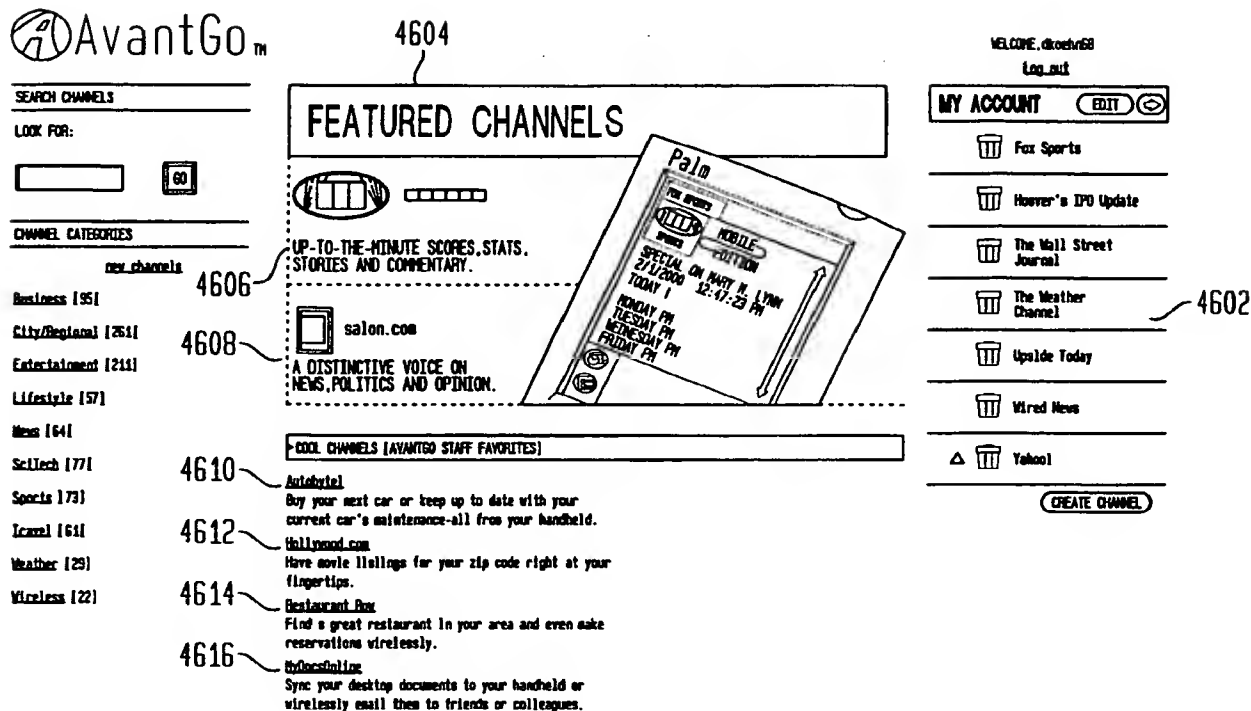 AvantGo™
SEARCH CHANNELS
LOOK FOR:
GO
CHANNEL CATEGORIES
new channels
Business [95[
City/Regional [261[
Entertainment [211]
Lifestyle [57]
News [64[
SciTech [77[
Sports [73]
Travel [61[
Weather [29]
Wireless [22]
4604
FEATURED CHANNELS
4606
UP-TO-THE-MINUTE SCORES,STATS.
STORIES AND COMMENTARY.
4608
salon.com
A DISTINCTIVE VOICE ON
NEWS,POLITICS AND OPINION.
Palm
FOX SPORTS
SPORTS
MOBILE
EDITION
SPECIAL ON MARY M. LYNN
2/1/2000 12:47:23 PM
TODAY I
MONDAY PM
TUESDAY PM
WEDNESDAY PM
FRIDAY PM
COOL CHANNELS [AVANTGO STAFF FAVORITES]
4610
Autobytel
Buy your next car or keep up to date with your
current car's maintenance-all from your handheld.
4612
Hollywood.com
Have movie listings for your zip code right at your
fingertips.
4614
Restaurant Row
Find a great restaurant in your area and even make
reservations wirelessly.
4616
MyDocsOnline
Sync your desktop documents to your handheld or
wirelessly email them to friends or colleagues.
WELCOME,
Log out
MY ACCOUNT EDIT
Fox Sports
Hoover's IPO Update
The Wall Street
Journal
The Weather
Channel
4602
Upside Today
Wired News
Yahoo!
CREATE CHANNEL